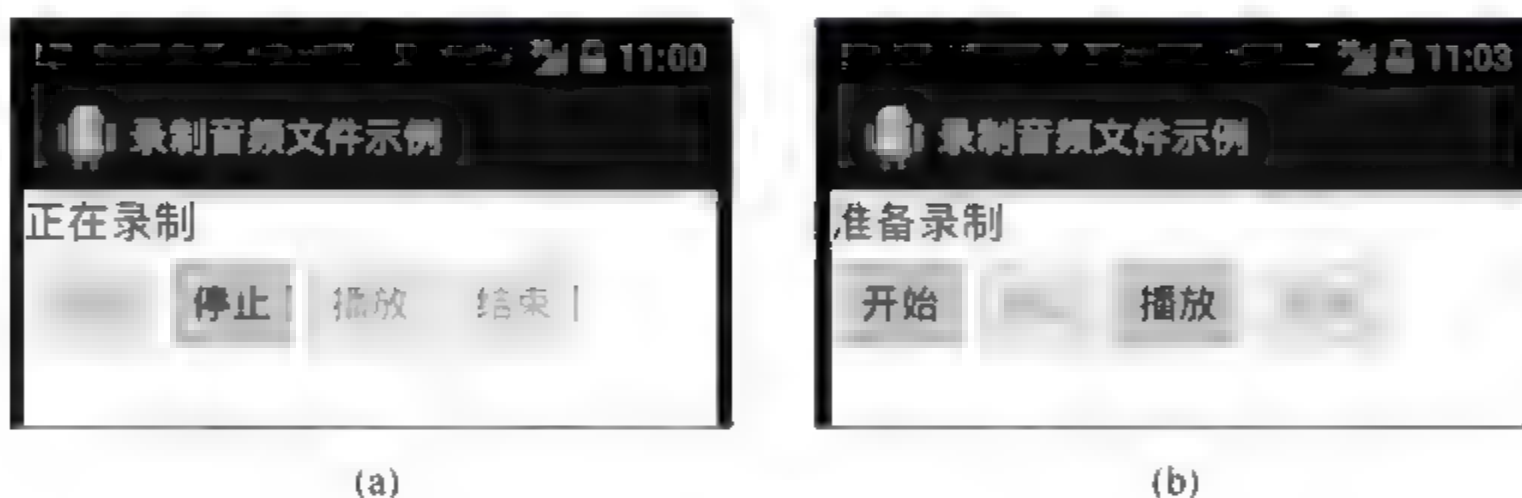 11:00
录制音频文件示例
正在录制
停止 播放 结束
(a)
11:03
录制音频文件示例
准备录制
开始 播放
(b)